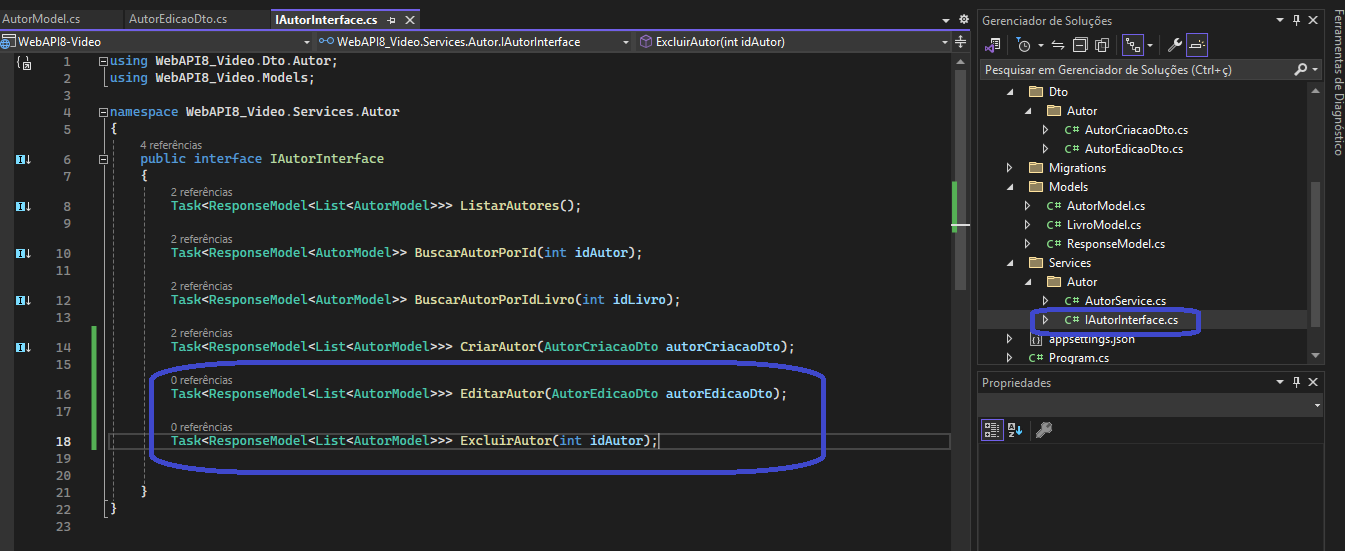 AutorModel.cs AutorEdicaoDto.cs IAutorInterface.cs
WebAPI8-Video WebAPI8_Video.Services.Autor.IAutorInterface ExcluirAutor(int idAutor)
1 using WebAPI8_Video.Dto.Autor;
2 using WebAPI8_Video.Models;
3
4 namespace WebAPI8_Video.Services.Autor
5 {
4 referências
6 public interface IAutorInterface
7 {
2 referências
8 Task<ResponseModel<List<AutorModel>>> ListarAutores();
9
2 referências
10 Task<ResponseModel<AutorModel>> BuscarAutorPorId(int idAutor);
11
2 referências
12 Task<ResponseModel<AutorModel>> BuscarAutorPorIdLivro(int idLivro);
13
2 referências
14 Task<ResponseModel<List<AutorModel>>> CriarAutor(AutorCriacaoDto autorCriacaoDto);
15
0 referências
16 Task<ResponseModel<List<AutorModel>>> EditarAutor(AutorEdicaoDto autorEdicaoDto);
17
0 referências
18 Task<ResponseModel<List<AutorModel>>> ExcluirAutor(int idAutor);
19
20
21 }
22 }
23
Gerenciador de Soluções
Pesquisar em Gerenciador de Soluções (Ctrl+ç)
Dto
Autor
C# AutorCriacaoDto.cs
C# AutorEdicaoDto.cs
Migrations
Models
C# AutorModel.cs
C# LivroModel.cs
C# ResponseModel.cs
Services
Autor
C# AutorService.cs
C# IAutorInterface.cs
appsettings.json
C# Program.cs
Propriedades
Ferramentas de Diagnóstico